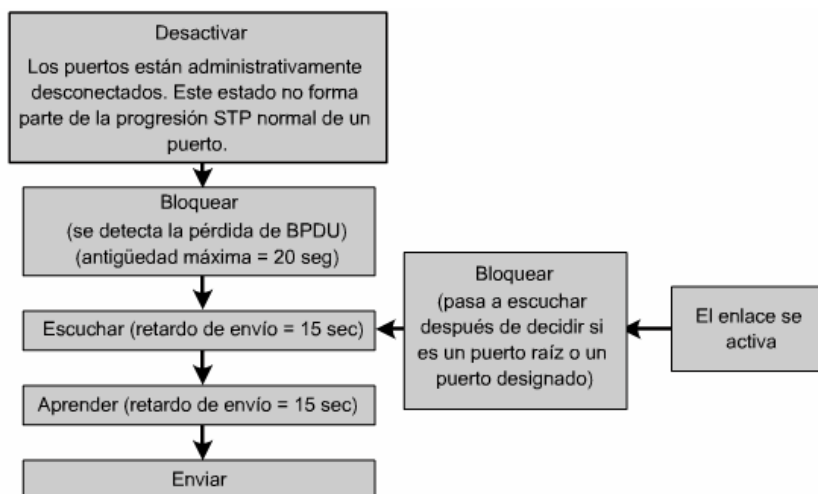 Desactivar
Los puertos están administrativamente
desconectados. Este estado no forma
parte de la progresión STP normal de un
puerto.
Bloquear
(se detecta la pérdida de BPDU)
(antigüedad máxima = 20 seg)
Escuchar (retardo de envío = 15 sec)
Aprender (retardo de envío = 15 sec)
Enviar
Bloquear
(pasa a escuchar
después de decidir si
es un puerto raíz o un
puerto designado)
El enlace se
activa